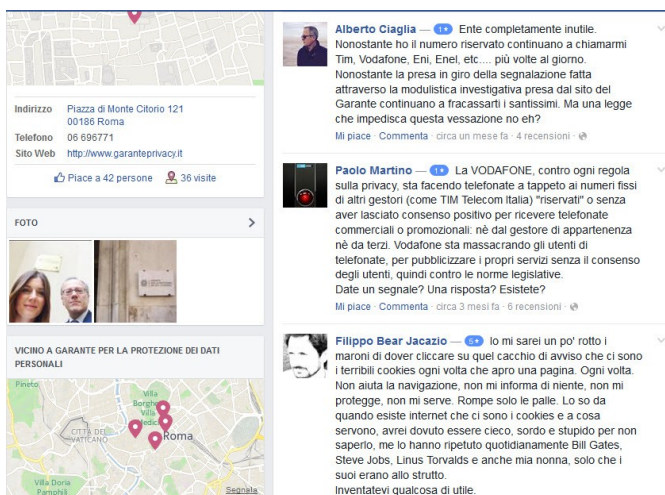 Indirizzo Piazza di Monte Citorio 121
00186 Roma
Telefono 06 696771
Sito Web http://www.garanteprivacy.it
Piace a 42 persone 36 visite
FOTO
VICINO A GARANTE PER LA PROTEZIONE DEI DATI
PERSONALI
Pineto
Villa
Borghe
Villa
Medici
CITTÀ DEL
VATICANO
Roma
Villa Doria
Pamphili
Segnala
Alberto Ciaglia — 1★ Ente completamente inutile.
Nonostante ho il numero riservato continuano a chiamarmi
Tim, Vodafone, Eni, Enel, etc.... più volte al giorno.
Nonostante la presa in giro della segnalazione fatta
attraverso la modulistica investigativa presa dal sito del
Garante continuano a fracassarti i santissimi. Ma una legge
che impedisca questa vessazione no eh?
Mi piace · Commenta · circa un mese fa · 4 recensioni ·
Paolo Martino — 1★ La VODAFONE, contro ogni regola
sulla privacy, sta facendo telefonate a tappeto ai numeri fissi
di altri gestori (come TIM Telecom Italia) "riservati" o senza
aver lasciato consenso positivo per ricevere telefonate
commerciali o promozionali: nè dal gestore di appartenenza
nè da terzi. Vodafone sta massacrando gli utenti di
telefonate, per pubblicizzare i propri servizi senza il consenso
degli utenti, quindi contro le norme legislative.
Date un segnale? Una risposta? Esistete?
Mi piace · Commenta · circa 3 mesi fa · 6 recensioni ·
Filippo Bear Jacazio — 5★ Io mi sarei un po' rotto i
maroni di dover cliccare su quel cacchio di avviso che ci sono
i terribili cookies ogni volta che apro una pagina. Ogni volta.
Non aiuta la navigazione, non mi informa di niente, non mi
protegge, non mi serve. Rompe solo le palle. Lo so da
quando esiste internet che ci sono i cookies e a cosa
servono, avrei dovuto essere cieco, sordo e stupido per non
saperlo, me lo hanno ripetuto quotidianamente Bill Gates,
Steve Jobs, Linus Torvalds e anche mia nonna, solo che i
suoi erano allo strutto.
Inventatevi qualcosa di utile.